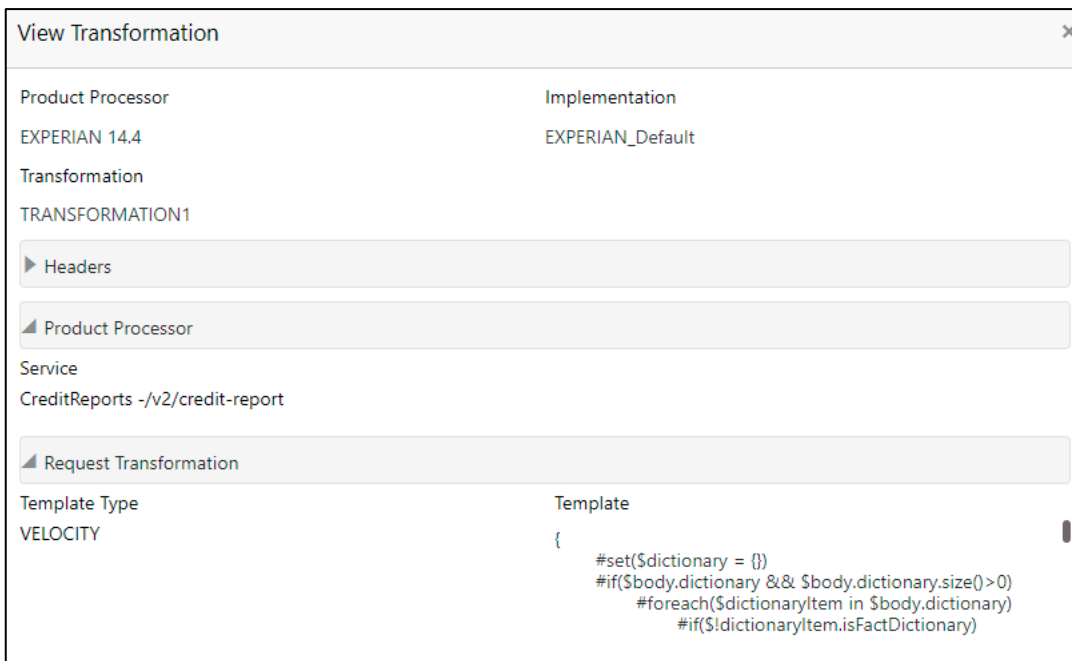 View Transformation
Product Processor
Implementation
EXPERIAN 14.4
EXPERIAN_Default
Transformation
TRANSFORMATION1
Headers
Product Processor
Service
CreditReports -/v2/credit-report
Request Transformation
Template Type
Template
VELOCITY
{
#set($dictionary = {})
#if($body.dictionary && $body.dictionary.size()>0)
#foreach($dictionaryItem in $body.dictionary)
#if($!dictionaryItem.isFactDictionary)